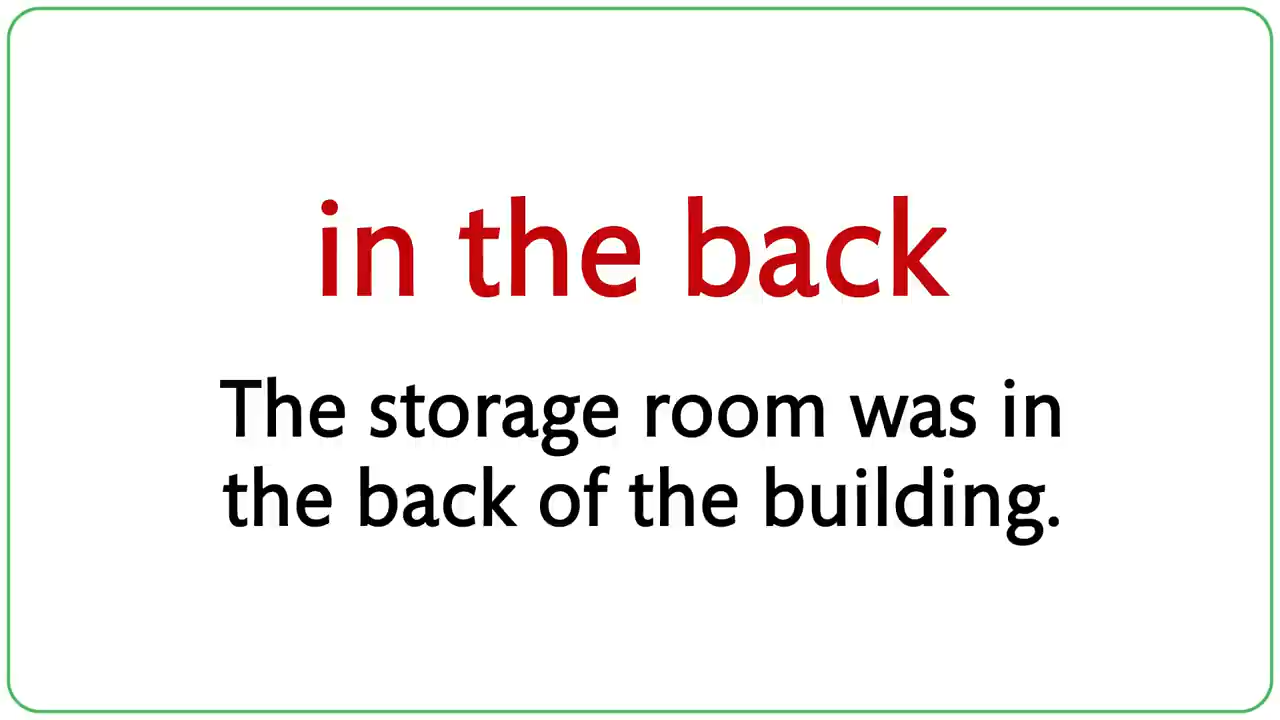 in the back
The storage room was in
the back of the building.